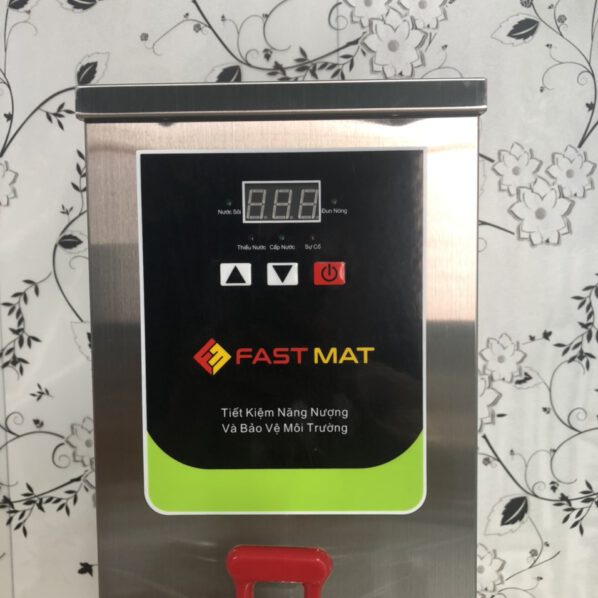 Nước Sôi
Đun Nóng
Thiếu Nước Cấp Nước Sự Cố
FAST MAT
Tiết Kiệm Năng Nượng
Và Bảo Vệ Môi Trường